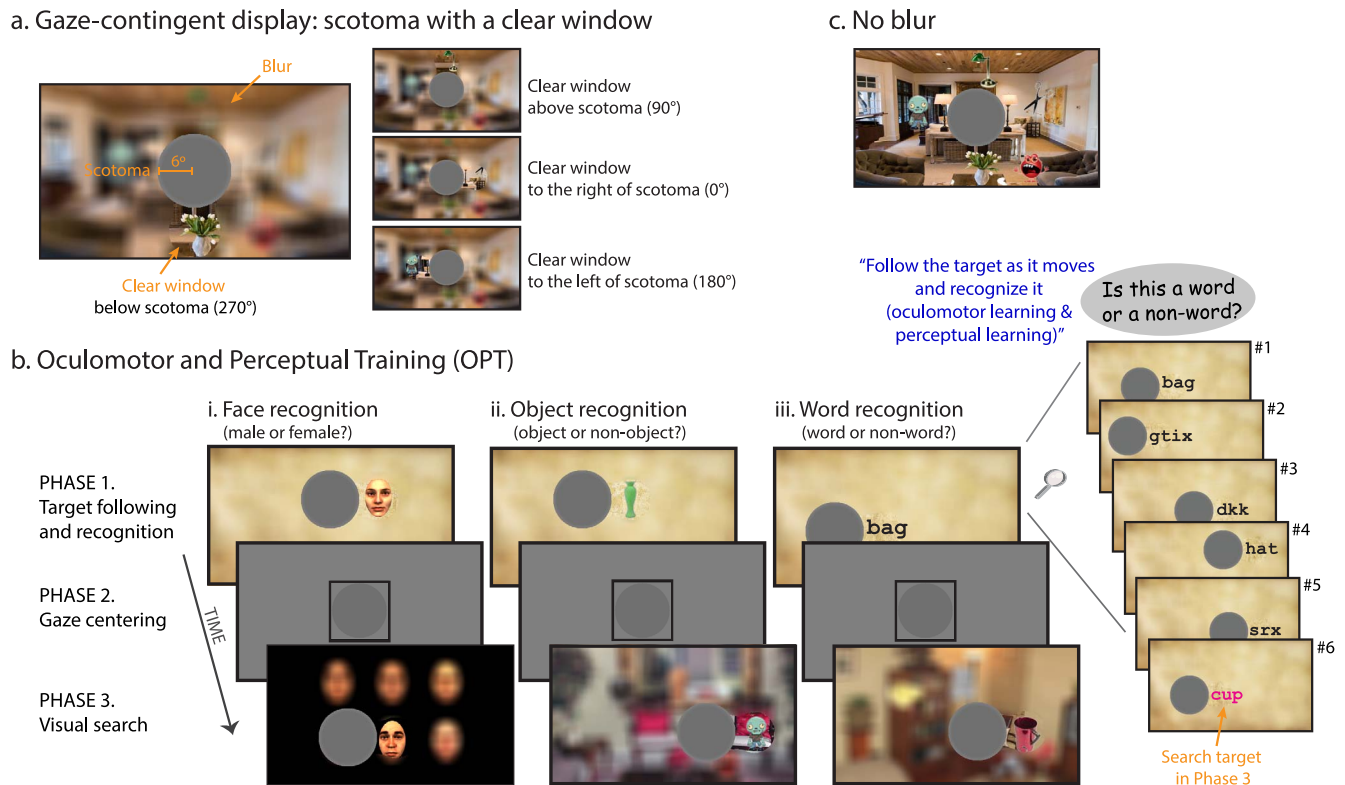 a. Gaze-contingent display: scotoma with a clear window
Blur
Scotoma
6º
Clear window
below scotoma (270°)
Clear window
above scotoma (90°)
Clear window
to the right of scotoma (0°)
Clear window
to the left of scotoma (180°)
c. No blur
b. Oculomotor and Perceptual Training (OPT)
i. Face recognition
(male or female?)
ii. Object recognition
(object or non-object?)
iii. Word recognition
(word or non-word?)
PHASE 1.
Target following
and recognition
bag
PHASE 2.
Gaze centering
TIME
PHASE 3.
Visual search
“Follow the target as it moves
and recognize it
(oculomotor learning &
perceptual learning)”
Is this a word
or a non-word?
#1
bag
#2
gtix
#3
dkk
#4
hat
#5
srx
#6
cup
Search target
in Phase 3